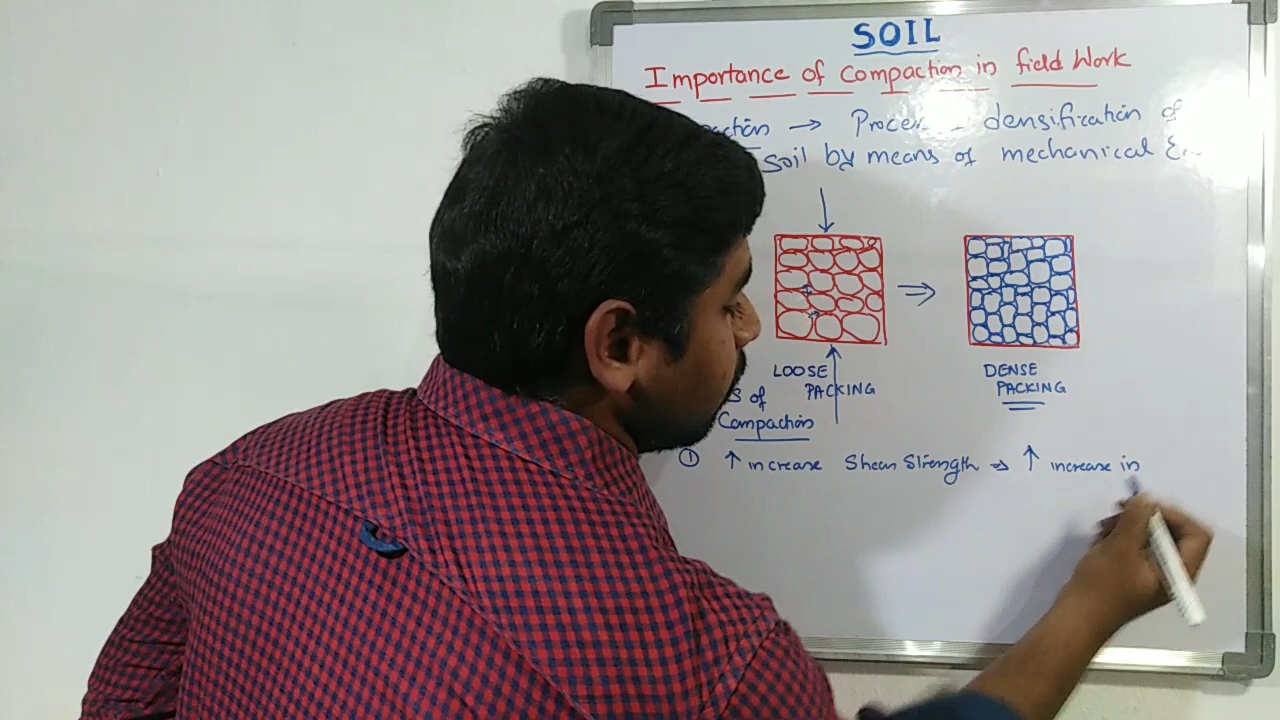 SOIL
Importance of Compaction in field Work
action → densification of
Soil by means of mechanical
LOOSE
PACKING
DENSE
PACKING
s of
Compaction
① ↑ increase Shear Strength ⇒ ↑ increase in